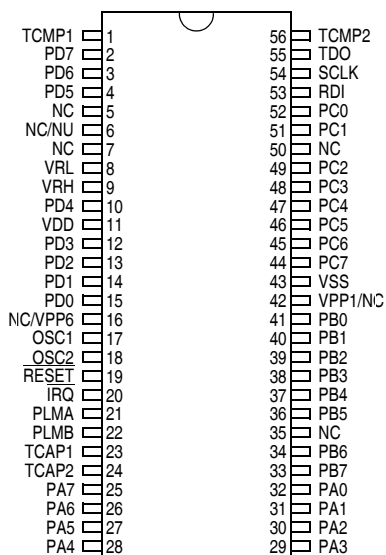 TCMP1 1 56 TCMP2
PD7 2 55 TDO
PD6 3 54 SCLK
PD5 4 53 RDI
NC 5 52 PC0
NC/NU 6 51 PC1
NC 7 50 NC
VRL 8 49 PC2
VRH 9 48 PC3
PD4 10 47 PC4
VDD 11 46 PC5
PD3 12 45 PC6
PD2 13 44 PC7
PD1 14 43 VSS
PD0 15 42 VPP1/NC
NC/VPP6 16 41 PB0
OSC1 17 40 PB1
OSC2 18 39 PB2
RESET 19 38 PB3
IRQ 20 37 PB4
PLMA 21 36 PB5
PLMB 22 35 NC
TCAP1 23 34 PB6
TCAP2 24 33 PB7
PA7 25 32 PA0
PA6 26 31 PA1
PA5 27 30 PA2
PA4 28 29 PA3